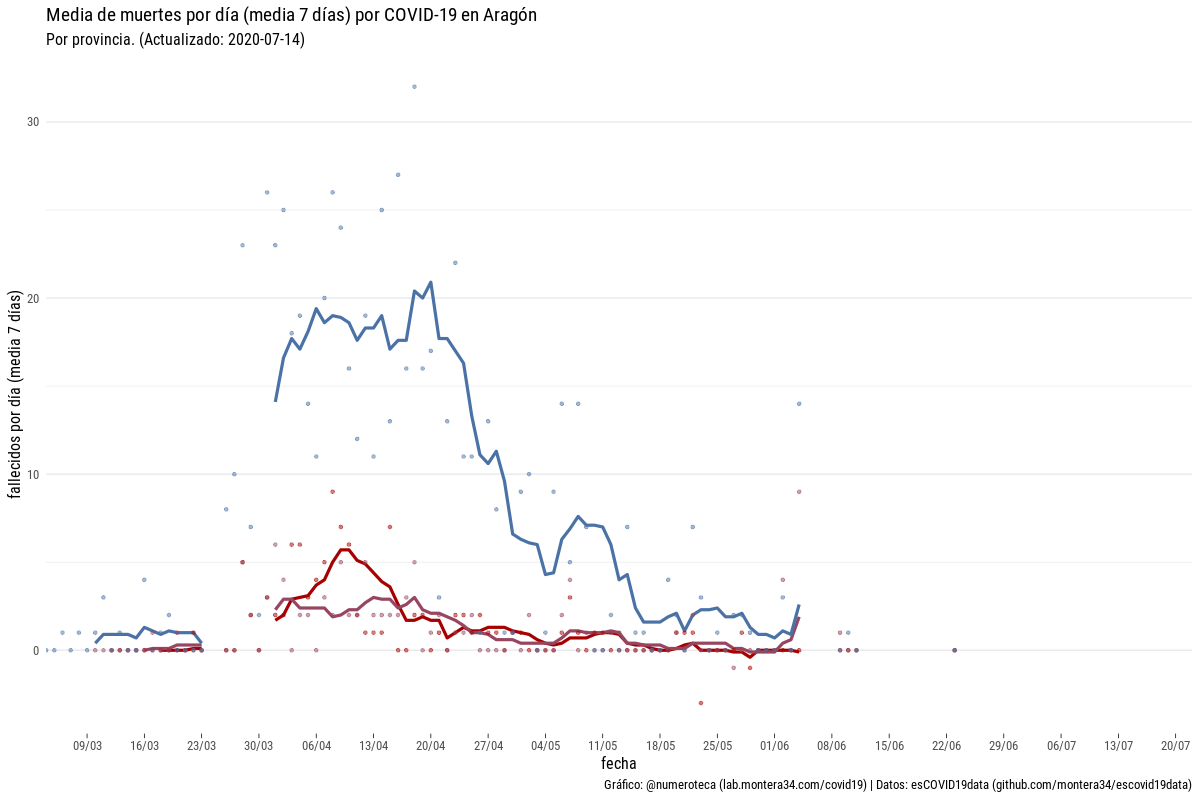 Media de muertes por día (media 7 días) por COVID-19 en Aragón
Por provincia. (Actualizado: 2020-07-14)
fallecidos por día (media 7 días)
30
20
10
0
09/03 16/03 23/03 30/03 06/04 13/04 20/04 27/04 04/05 11/05 18/05 25/05 01/06 08/06 15/06 22/06 29/06 06/07 13/07 20/07
fecha
Gráfico: @numeroteca (lab.montera34.com/covid19) | Datos: esCOVID19data (github.com/montera34/escovid19data)